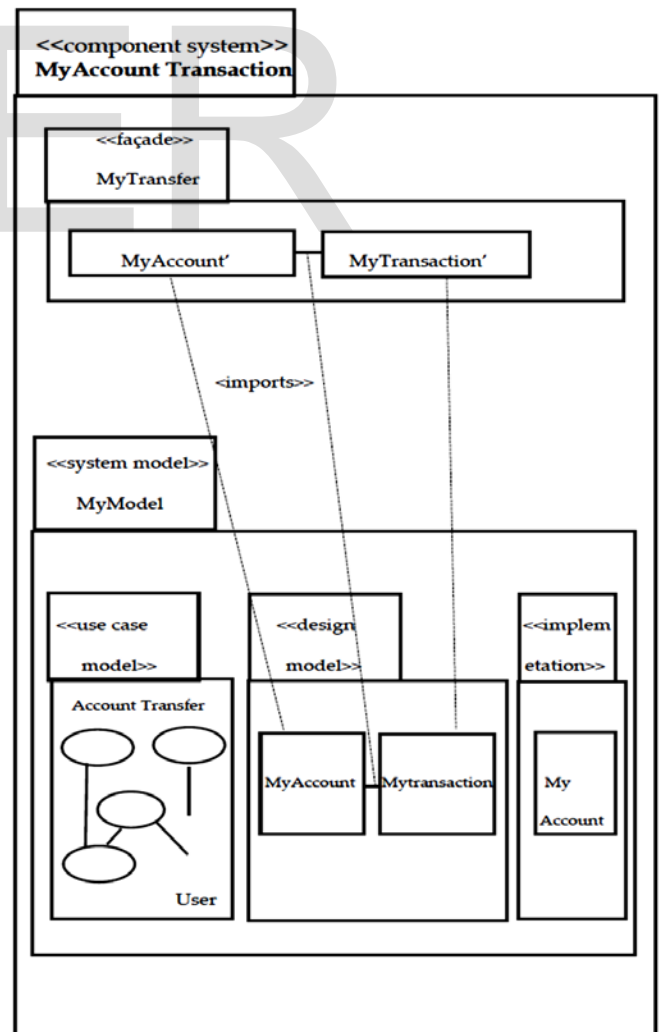 <<component system>>
MyAccount Transaction
<<façade>>
MyTransfer
MyAccount′ MyTransaction′
<imports>>
<<system model>>
MyModel
<<use case
model>>
<<design
model>>
<<implem
etation>>
Account Transfer
MyAccount Mytransaction
My
Account
User
ER